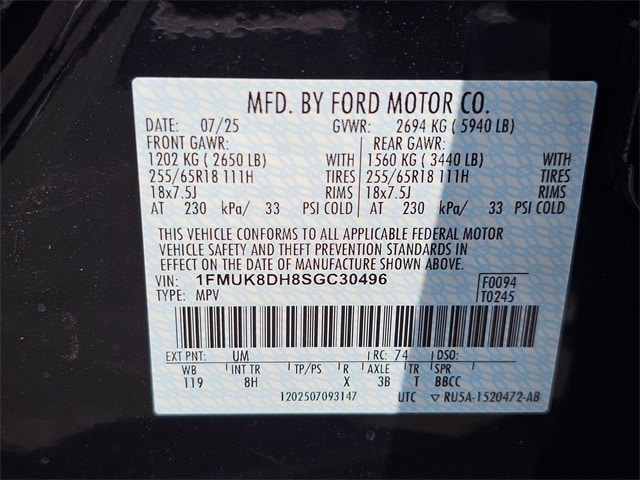 MFD. BY FORD MOTOR CO.
DATE: 07/25 GVWR: 2694 KG ( 5940 LB)
FRONT GAWR: REAR GAWR:
1202 KG ( 2650 LB) WITH 1560 KG ( 3440 LB) WITH
255/65R18 111H TIRES 255/65R18 111H TIRES
18x7.5J RIMS 18x7.5J RIMS
AT 230 kPa/ 33 PSI COLD AT 230 kPa/ 33 PSI COLD
THIS VEHICLE CONFORMS TO ALL APPLICABLE FEDERAL MOTOR
VEHICLE SAFETY AND THEFT PREVENTION STANDARDS IN
EFFECT ON THE DATE OF MANUFACTURE SHOWN ABOVE.
VIN: 1FMUK8DH8SGC30496 F0094
TYPE: MPV T0245
EXT PNT: UM RC: 74 DSO:
WB INT TR TP/PS R AXLE TR SPR
119 8H X 3B T BBCC
1202507093147 UTC ▽ RU5A-1520472-AB